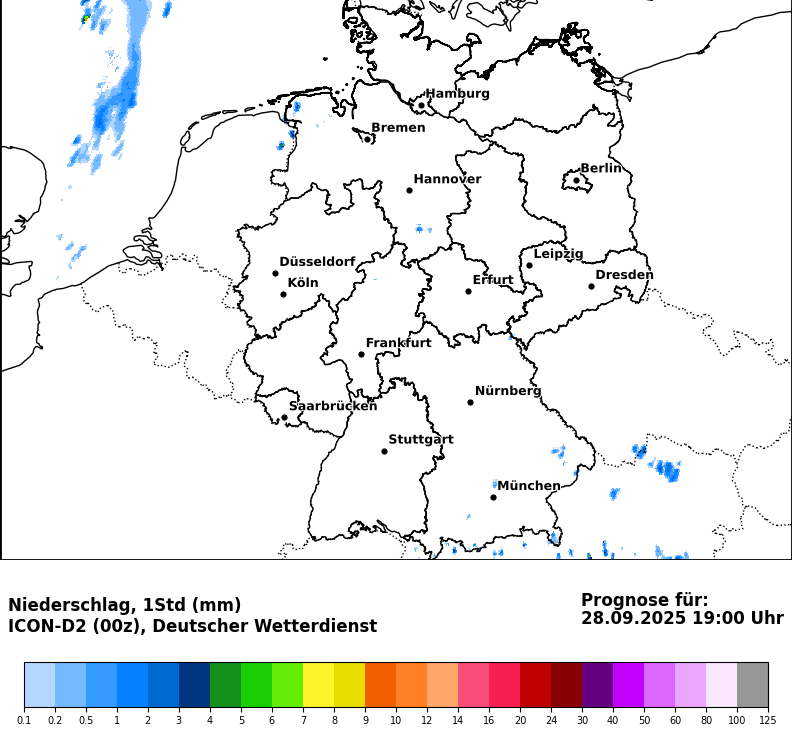 Hamburg
Bremen
Berlin
Hannover
Leipzig
Düsseldorf
Dresden
Köln
Erfurt
Frankfurt
Nürnberg
Saarbrücken
Stuttgart
München
Niederschlag, 1Std (mm)
ICON-D2 (00z), Deutscher Wetterdienst
Prognose für:
28.09.2025 19:00 Uhr
0.1 0.2 0.5 1 2 3 4 5 6 7 8 9 10 12 14 16 20 24 30 40 50 60 80 100 125